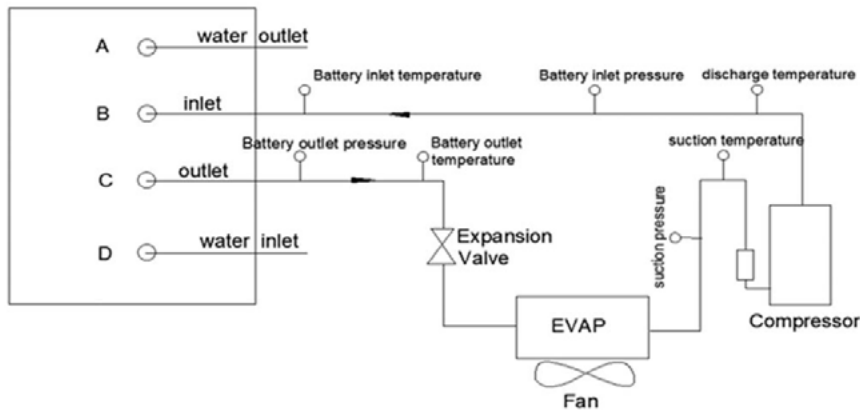 A
water outlet
Battery inlet temperature
Battery inlet pressure
discharge temperature
B
inlet
Battery outlet pressure
Battery outlet
temperature
suction temperature
C
outlet
suction pressure
D
water inlet
Expansion
Valve
EVAP
Compressor
Fan